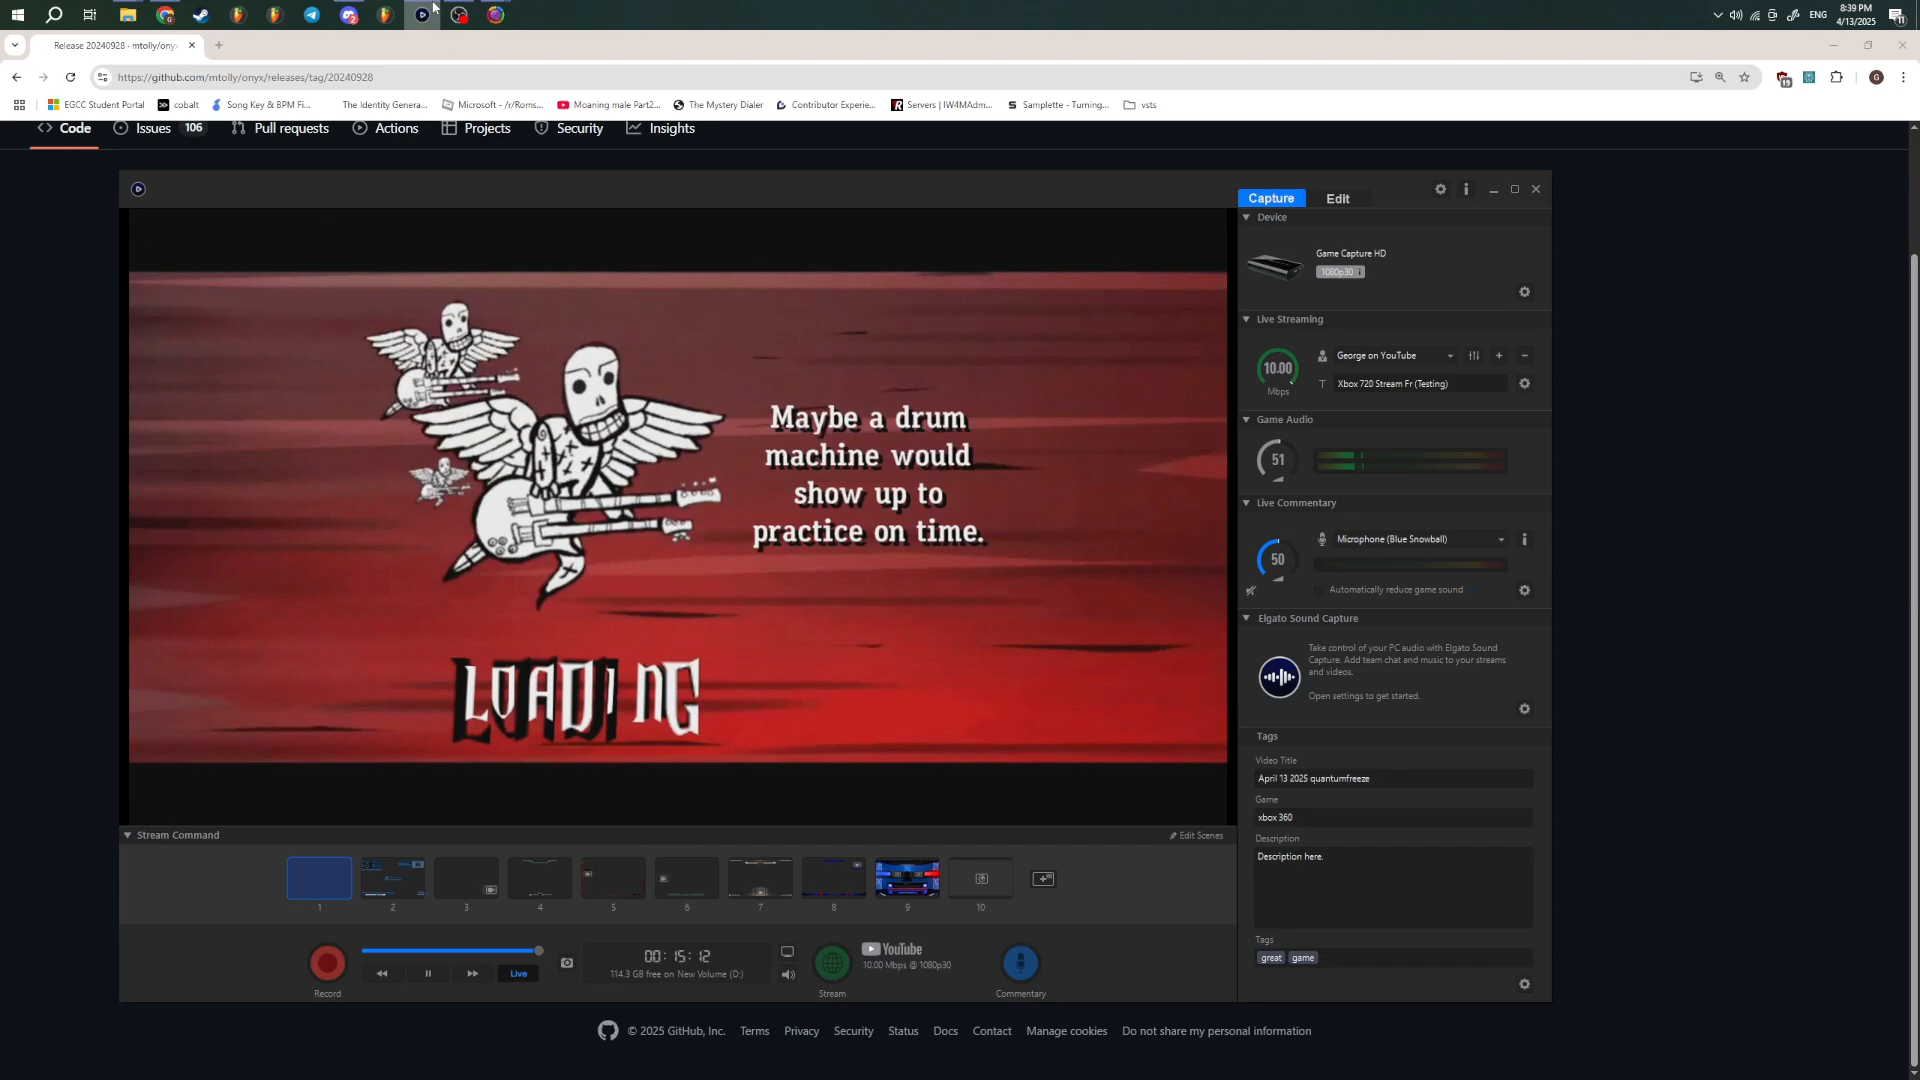 ENG
8:39 PM
4/13/2025
Release 20240928 · mtolly/ony
https://github.com/mtolly/onyx/releases/tag/20240928
EGCC Student Portal
cobalt
Song Key & BPM Fi...
The Identity Genera...
Microsoft - /r/Roms...
Moaning male Part2...
The Mystery Dialer
Contributor Experie...
Servers | IW4MAdm...
Samplette - Turning...
vsts
Code
Issues 106
Pull requests
Actions
Projects
Security
Insights
Capture
Edit
Device
Game Capture HD
1080p30 i
Live Streaming
10.00
Mbps
George on YouTube
Xbox 720 Stream Fr (Testing)
Game Audio
51
Live Commentary
50
Microphone (Blue Snowball)
Automatically reduce game sound
Elgato Sound Capture
Take control of your PC audio with Elgato Sound
Capture. Add team chat and music to your streams
and videos.
Open settings to get started.
Tags
Video Title
April 13 2025 quantumfreeze
Game
xbox 360
Description
Description here.
Tags
great
game
Maybe a drum
machine would
show up to
practice on time.
LOADING
Stream Command
Edit Scenes
1
2
3
4
5
6
7
8
9
10
Record
Live
00:15:12
114.3 GB free on New Volume (D:)
Stream
YouTube
10.00 Mbps @ 1080p30
Commentary
© 2025 GitHub, Inc.
Terms
Privacy
Security
Status
Docs
Contact
Manage cookies
Do not share my personal information